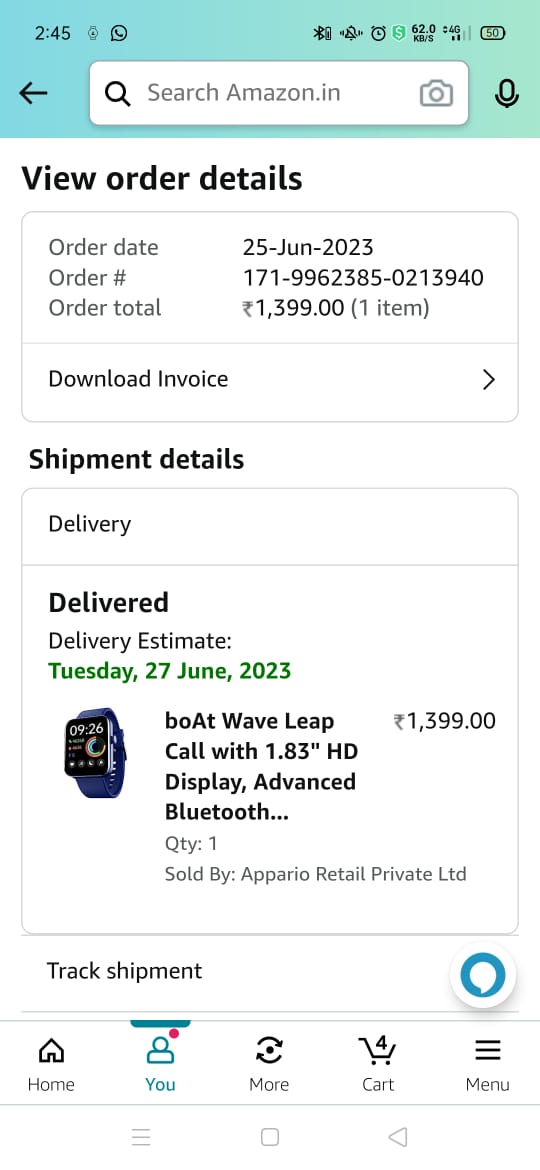 2:45
62.0
KB/S
4G
50
Search Amazon.in
View order details
Order date 25-Jun-2023
Order # 171-9962385-0213940
Order total ₹1,399.00 (1 item)
Download Invoice
Shipment details
Delivery
Delivered
Delivery Estimate:
Tuesday, 27 June, 2023
09:26
boAt Wave Leap ₹1,399.00
Call with 1.83" HD
Display, Advanced
Bluetooth...
Qty: 1
Sold By: Appario Retail Private Ltd
Track shipment
4
Home You More Cart Menu